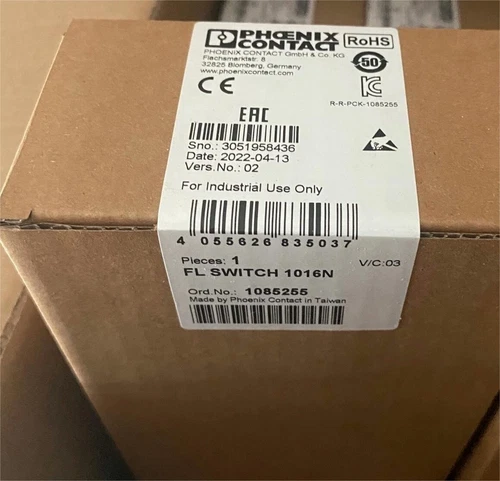 PHOENIX
CONTACT
RoHS
PHOENIX CONTACT GmbH & Co. KG
Flachsmarktstr. 8
32825 Blomberg, Germany
www.phoenixcontact.com
50
CE
R-R-PCK-1085255
EAC
Sno.: 3051958436
Date: 2022-04-13
Vers.No.: 02
For Industrial Use Only
4 055626 835037
Pieces: 1
V/C:03
FL SWITCH 1016N
Ord.No.: 1085255
Made by Phoenix Contact in Taiwan